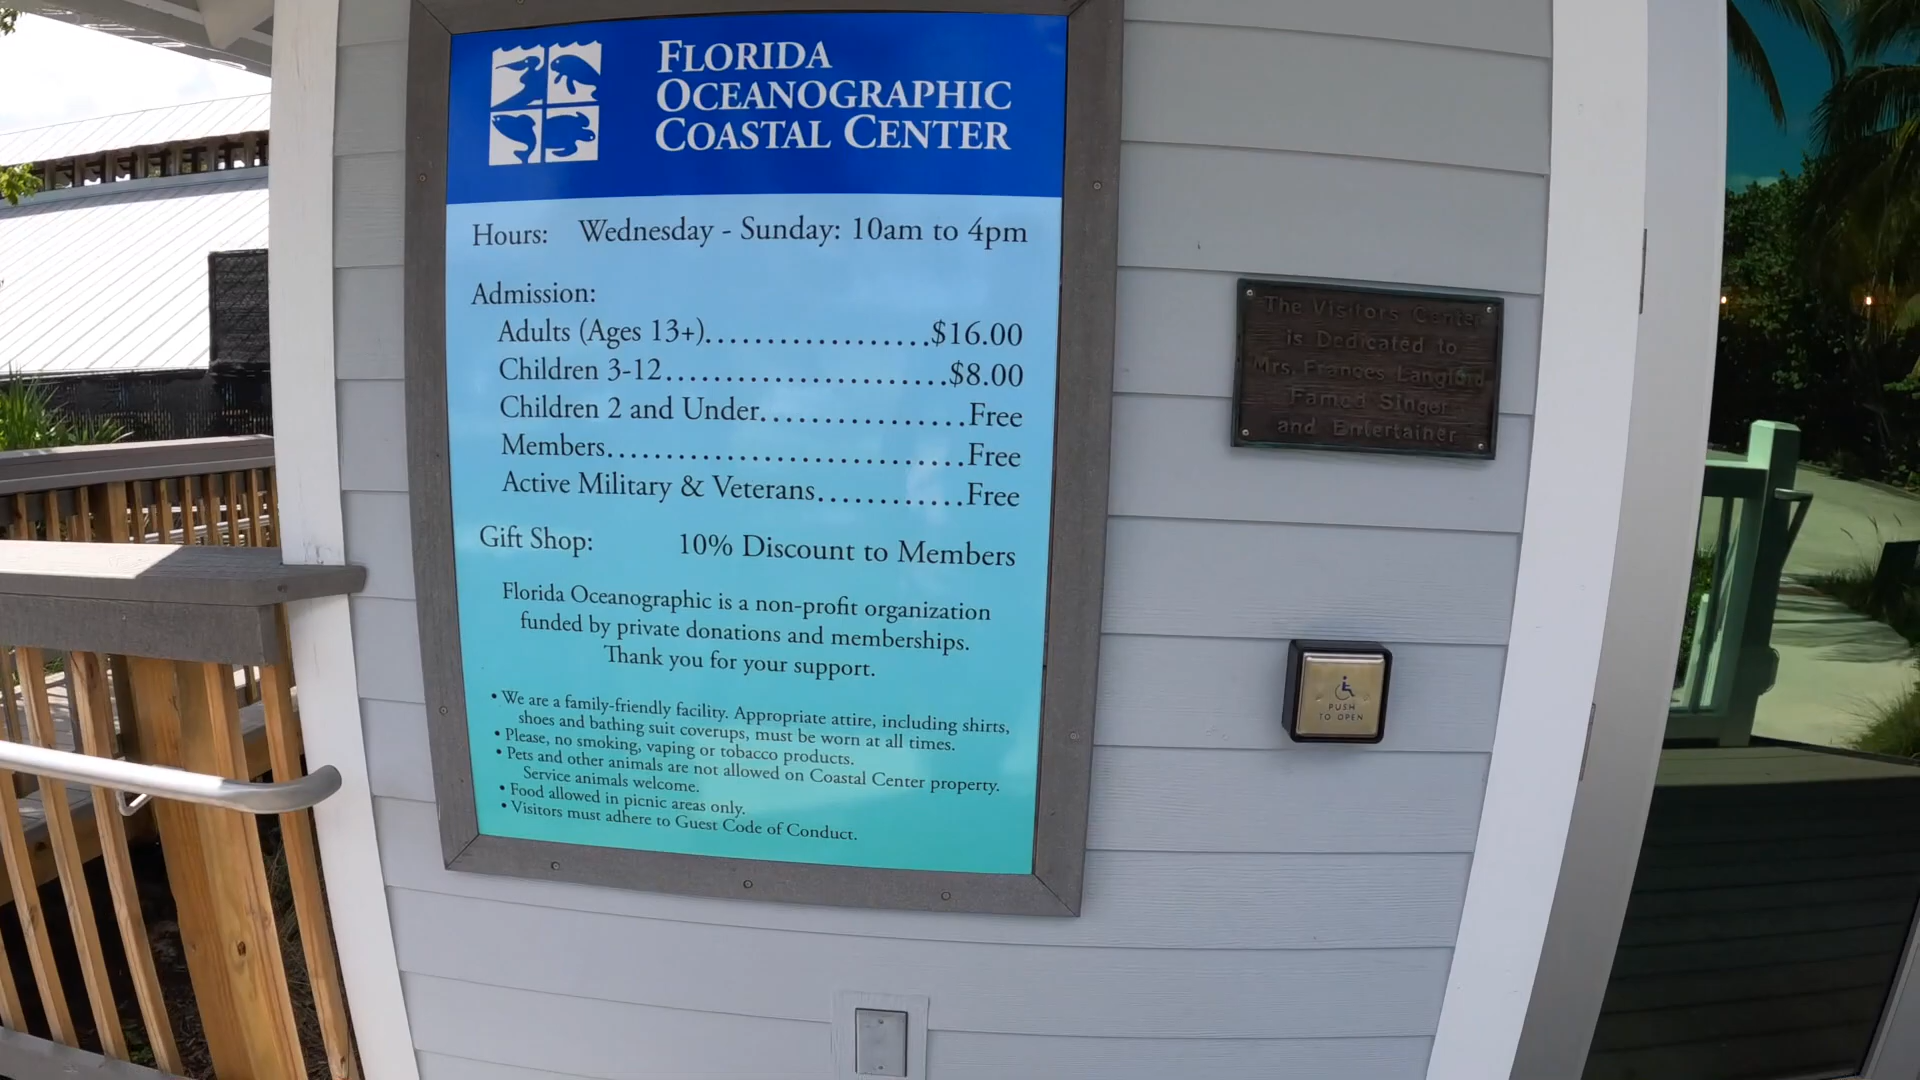 FLORIDA
OCEANOGRAPHIC
COASTAL CENTER
Hours: Wednesday - Sunday: 10am to 4pm
Admission:
Adults (Ages 13+)..................$16.00
Children 3-12........................$8.00
Children 2 and Under................Free
Members............................Free
Active Military & Veterans............Free
Gift Shop: 10% Discount to Members
Florida Oceanographic is a non-profit organization
funded by private donations and memberships.
Thank you for your support.
• We are a family-friendly facility. Appropriate attire, including shirts,
shoes and bathing suit coverups, must be worn at all times.
• Please, no smoking, vaping or tobacco products.
• Pets and other animals are not allowed on Coastal Center property.
Service animals welcome.
• Food allowed in picnic areas only.
• Visitors must adhere to Guest Code of Conduct.
The Visitors Center
is Dedicated to
Mrs. Frances Langford
Famed Singer
and Entertainer
PUSH
TO OPEN